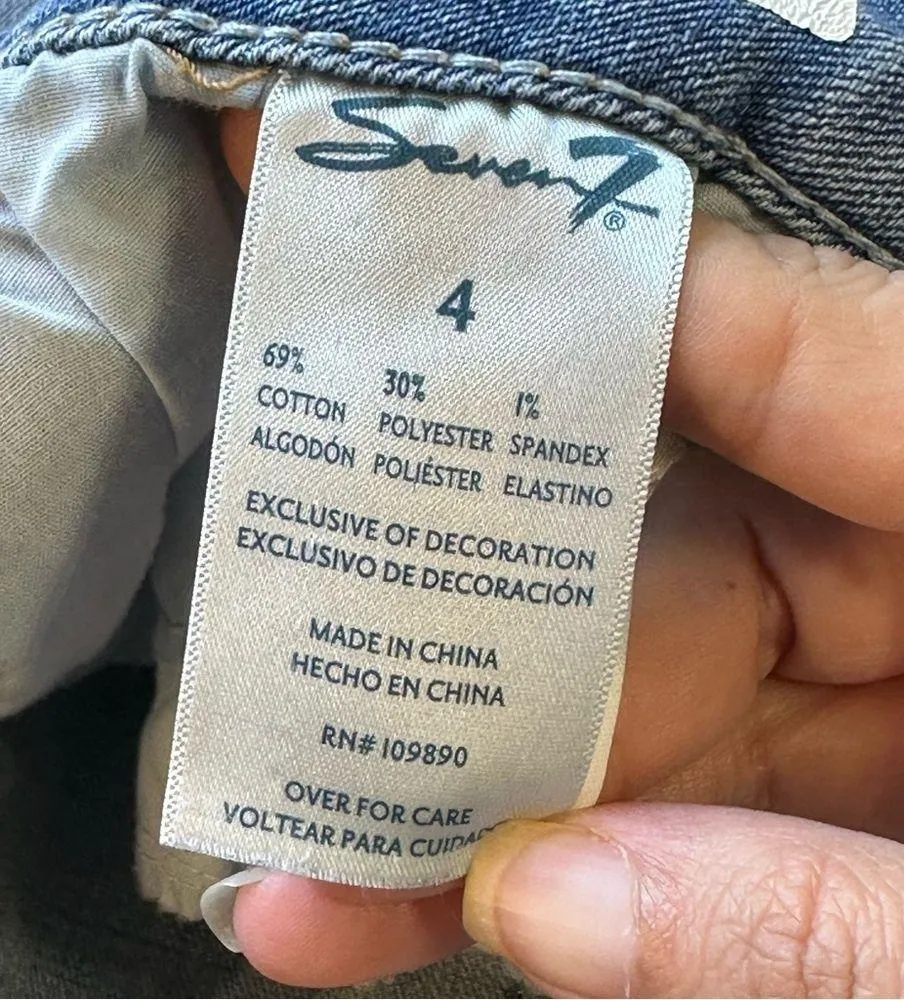 Seven7®
4
69% 30% 1%
COTTON POLYESTER SPANDEX
ALGODÓN POLIÉSTER ELASTINO
EXCLUSIVE OF DECORATION
EXCLUSIVO DE DECORACIÓN
MADE IN CHINA
HECHO EN CHINA
RN# 109890
OVER FOR CARE
VOLTEAR PARA